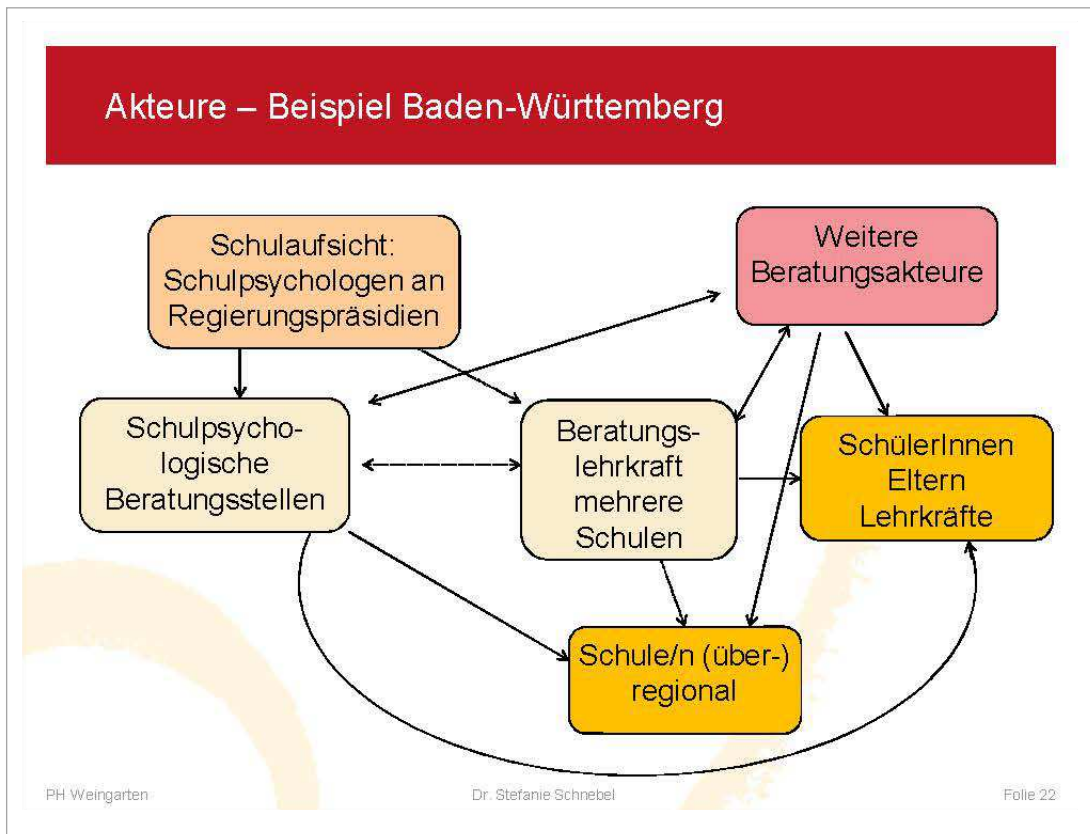 Akteure – Beispiel Baden-Württemberg
Schulaufsicht:
Schulpsychologen an
Regierungspräsidien
Weitere
Beratungsakteure
Schulpsycho-
logische
Beratungsstellen
Beratungs-
lehrkraft
mehrere
Schulen
SchülerInnen
Eltern
Lehrkräfte
Schule/n (über-)
regional
PH Weingarten
Dr. Stefanie Schnebel
Folie 22